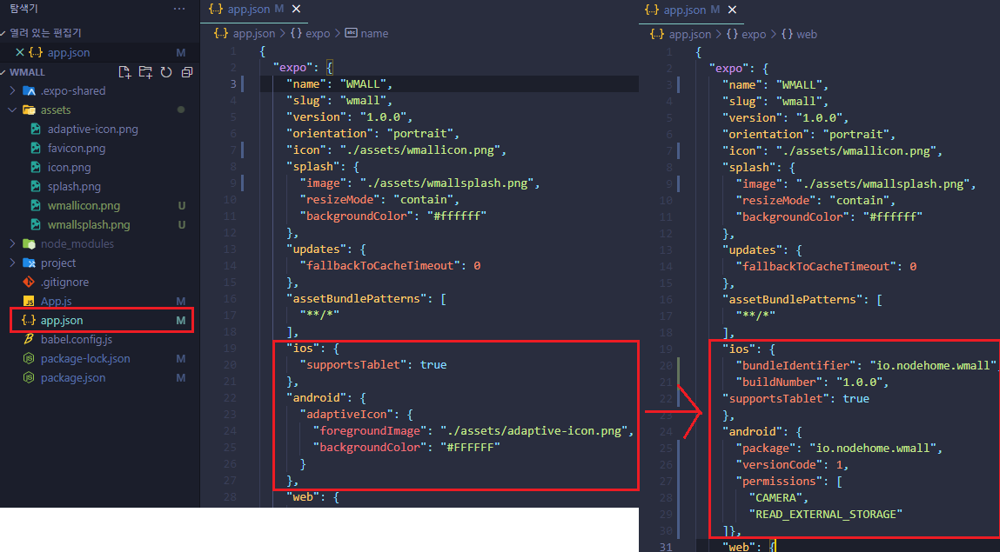 탐색기 ···
열려 있는 편집기
app.json M
WMALL
.expo-shared
assets
adaptive-icon.png
favicon.png
icon.png
splash.png
wmallicon.png U
wmallsplash.png U
node_modules
project
.gitignore
App.js M
app.json M
babel.config.js
package-lock.json M
package.json M
{..} app.json M ×
{..} app.json > {} expo > abc name
1 {
2 "expo": {
3 "name": "WMALL",
4 "slug": "wmall",
5 "version": "1.0.0",
6 "orientation": "portrait",
7 "icon": "./assets/wmallicon.png",
8 "splash": {
9 "image": "./assets/wmallsplash.png",
10 "resizeMode": "contain",
11 "backgroundColor": "#ffffff"
12 },
13 "updates": {
14 "fallbackToCacheTimeout": 0
15 },
16 "assetBundlePatterns": [
17 "**/*"
18 ],
19 "ios": {
20 "supportsTablet": true
21 },
22 "android": {
23 "adaptiveIcon": {
24 "foregroundImage": "./assets/adaptive-icon.png",
25 "backgroundColor": "#FFFFFF"
26 }
27 },
28 "web": {
{..} app.json M ×
{..} app.json > {} expo > {} web
1 {
2 "expo": {
3 "name": "WMALL",
4 "slug": "wmall",
5 "version": "1.0.0",
6 "orientation": "portrait",
7 "icon": "./assets/wmallicon.png",
8 "splash": {
9 "image": "./assets/wmallsplash.png",
10 "resizeMode": "contain",
11 "backgroundColor": "#ffffff"
12 },
13 "updates": {
14 "fallbackToCacheTimeout": 0
15 },
16 "assetBundlePatterns": [
17 "**/*"
18 ],
19 "ios": {
20 "bundleIdentifier": "io.nodehome.wmall",
21 "buildNumber": "1.0.0",
22 "supportsTablet": true
23 },
24 "android": {
25 "package": "io.nodehome.wmall",
26 "versionCode": 1,
27 "permissions": [
28 "CAMERA",
29 "READ_EXTERNAL_STORAGE"
30 ]},
31 "web": {